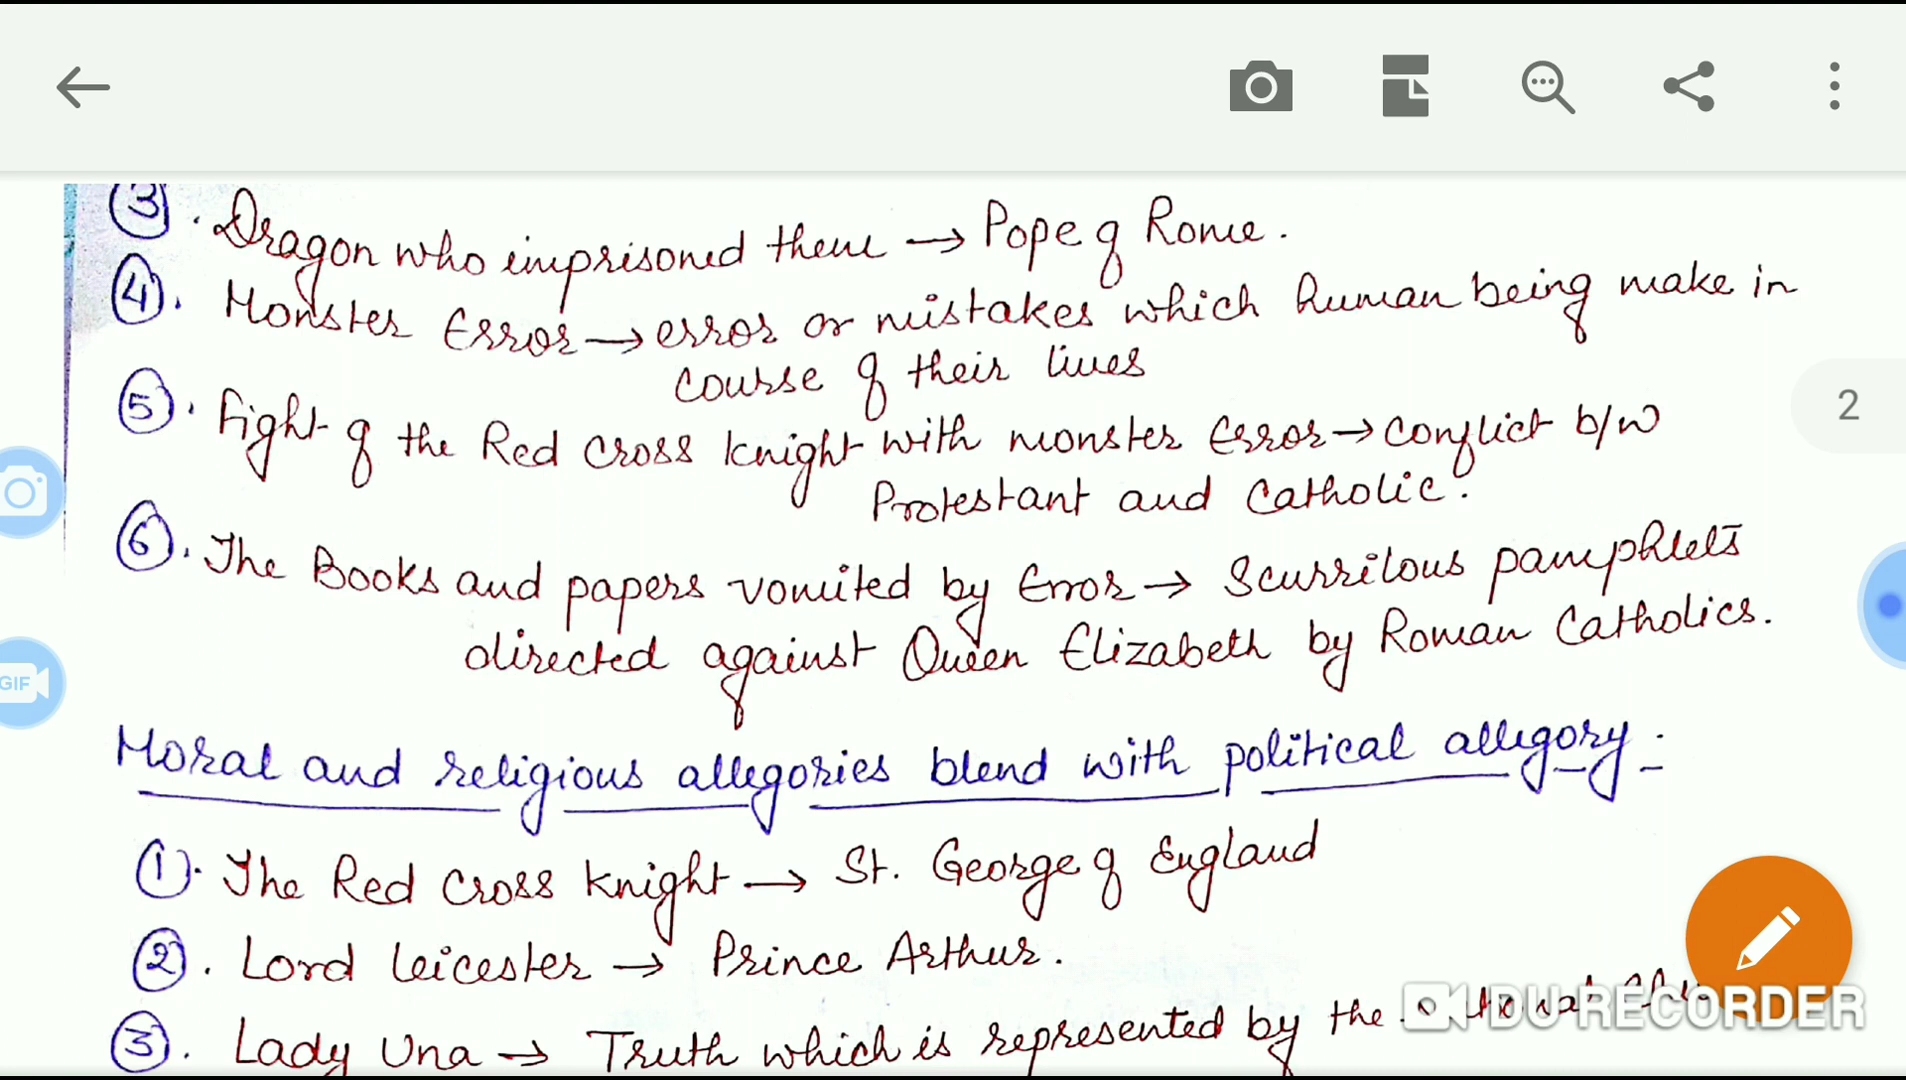 3. Dragon who imprisoned them → Pope of Rome.
4. Monster Error → error or mistakes which human being make in
course of their lives
5. Fight of the Red Cross Knight with monster Error → conflict b/w
Protestant and Catholic.
6. The Books and papers vomited by Error → Scurrilous pamphlets
directed against Queen Elizabeth by Roman Catholics.
Moral and religious allegories blend with political allegory :-
1. The Red Cross Knight → St. George of England
2. Lord Leicester → Prince Arthur.
3. Lady Una → Truth which is represented by the
2
GIF
DU RECORDER